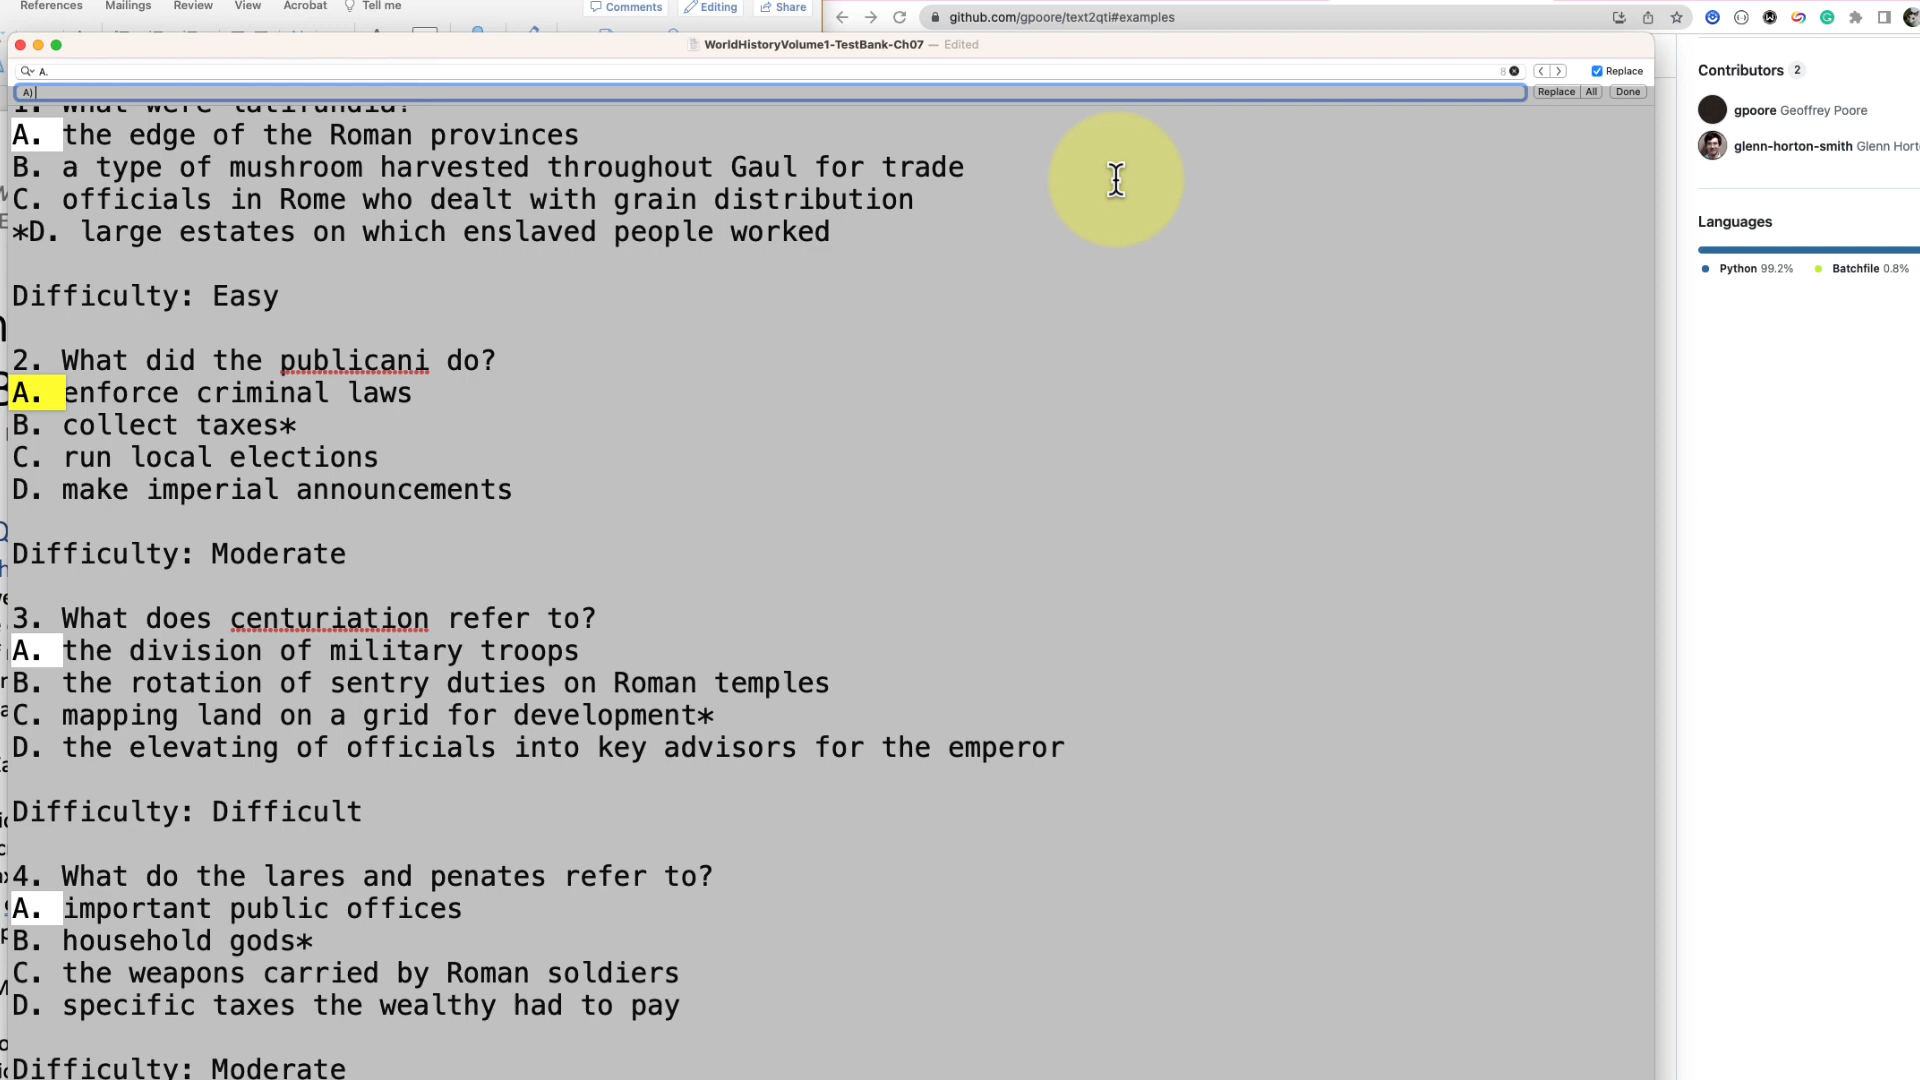 References Mailings Review View Acrobat Tell me
Comments Editing Share
github.com/gpoore/text2qti#examples
WorldHistoryVolume1-TestBank-Ch07 — Edited
A. 8 Replace
A) Replace All Done
1. What were latifundia?
A. the edge of the Roman provinces
B. a type of mushroom harvested throughout Gaul for trade
C. officials in Rome who dealt with grain distribution
*D. large estates on which enslaved people worked
Difficulty: Easy
2. What did the publicani do?
A. enforce criminal laws
B. collect taxes*
C. run local elections
D. make imperial announcements
Difficulty: Moderate
3. What does centuriation refer to?
A. the division of military troops
B. the rotation of sentry duties on Roman temples
C. mapping land on a grid for development*
D. the elevating of officials into key advisors for the emperor
Difficulty: Difficult
4. What do the lares and penates refer to?
A. important public offices
B. household gods*
C. the weapons carried by Roman soldiers
D. specific taxes the wealthy had to pay
Difficulty: Moderate
Contributors 2
gpoore Geoffrey Poore
glenn-horton-smith Glenn Hort
Languages
Python 99.2% Batchfile 0.8%